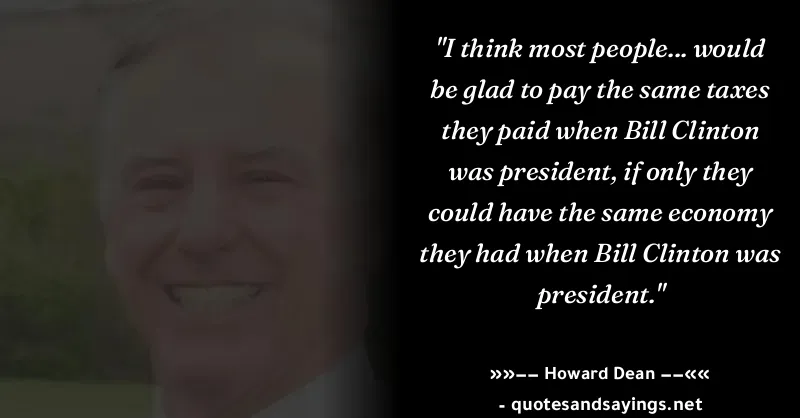 "I think most people... would
be glad to pay the same taxes
they paid when Bill Clinton
was president, if only they
could have the same economy
they had when Bill Clinton was
president."
»»−− Howard Dean −−««
- quotesandsayings.net